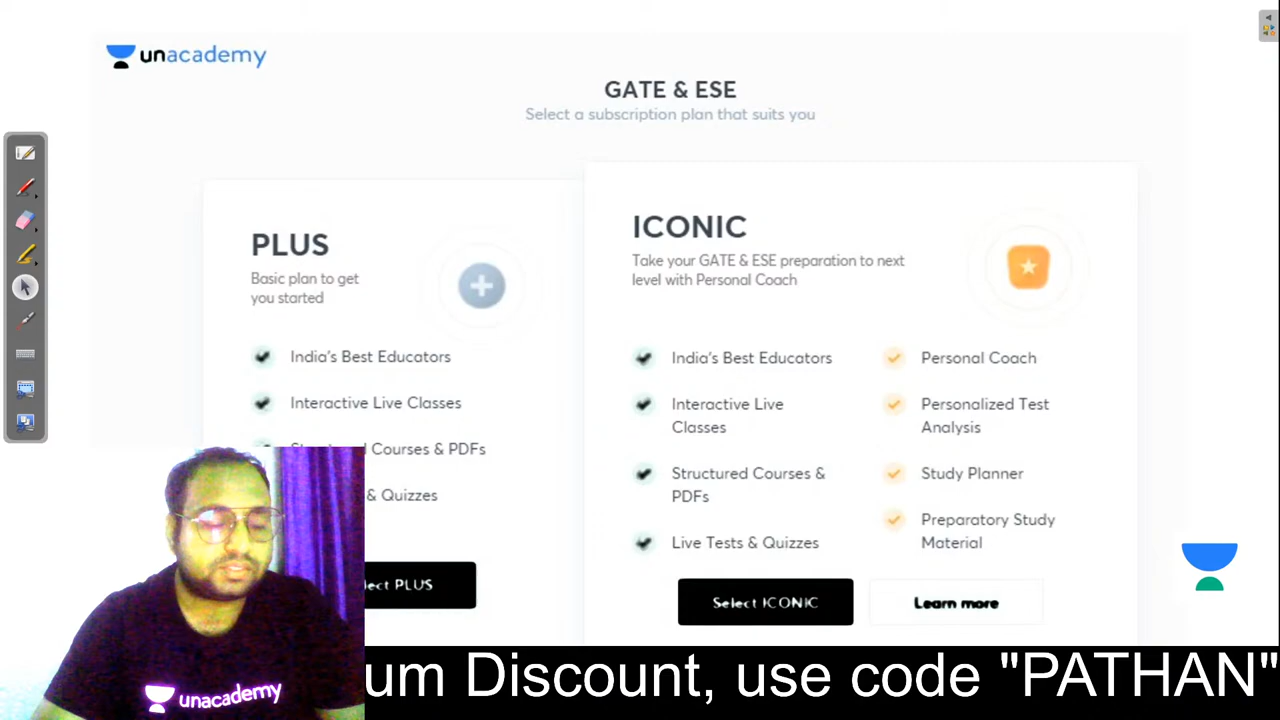 unacademy
GATE & ESE
Select a subscription plan that suits you
PLUS
Basic plan to get
you started
India's Best Educators
Interactive Live Classes
Courses & PDFs
& Quizzes
PLUS
ICONIC
Take your GATE & ESE preparation to next
level with Personal Coach
India's Best Educators
Interactive Live
Classes
Structured Courses &
PDFs
Live Tests & Quizzes
Personal Coach
Personalized Test
Analysis
Study Planner
Preparatory Study
Material
Select ICONIC
Learn more
unacademy
um Discount, use code "PATHAN"